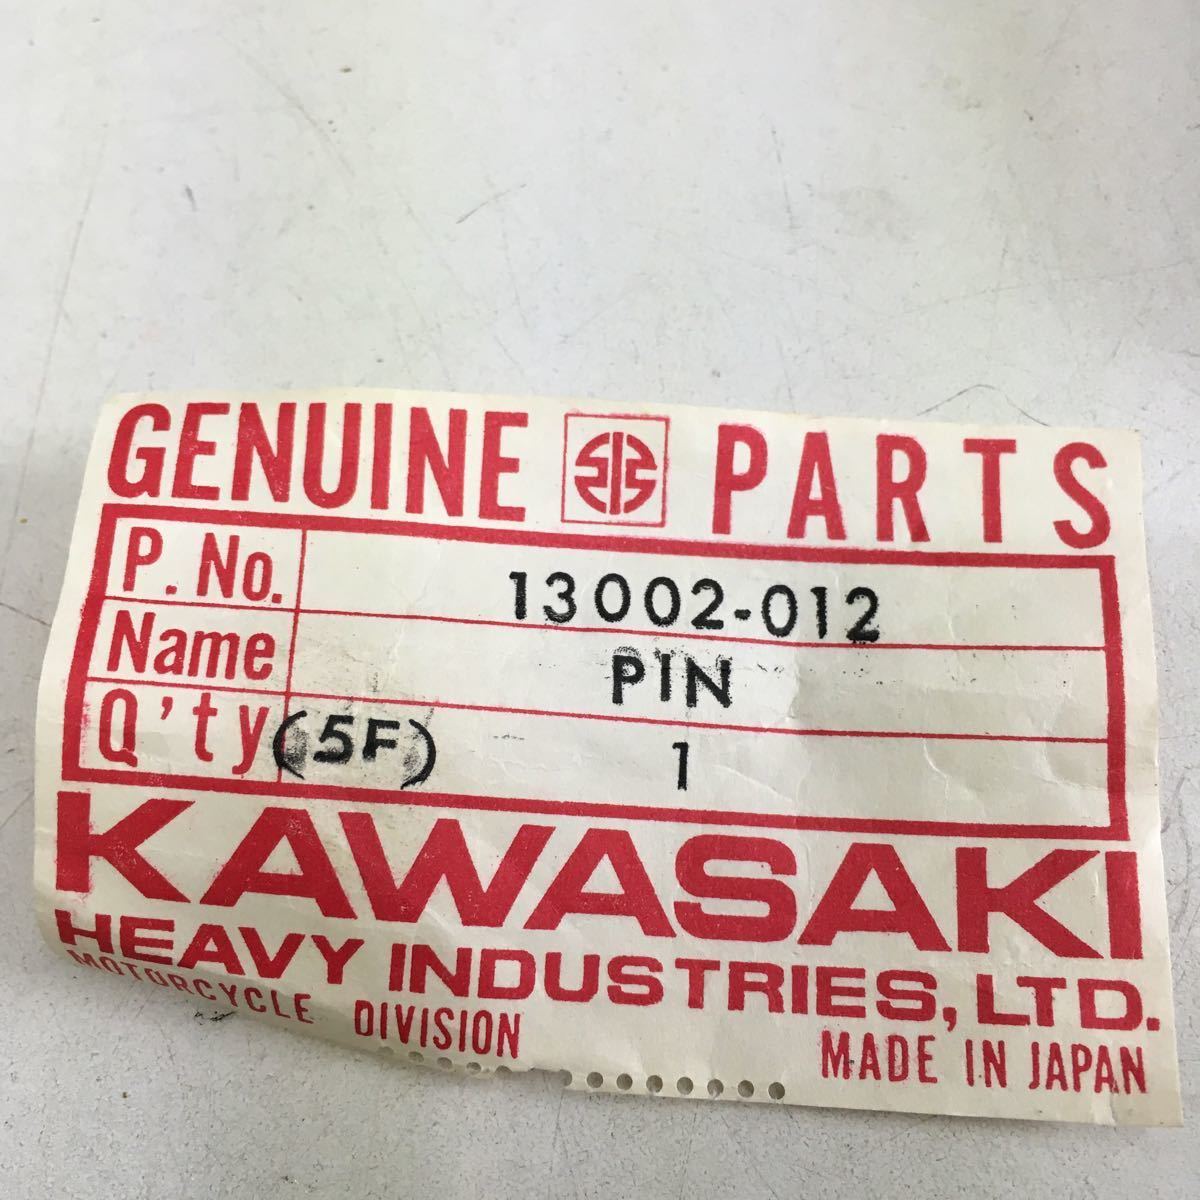 GENUINE PARTS
P. No. 13002-012
Name PIN
Q'ty (5F) 1
KAWASAKI
HEAVY INDUSTRIES, LTD.
MOTORCYCLE DIVISION MADE IN JAPAN